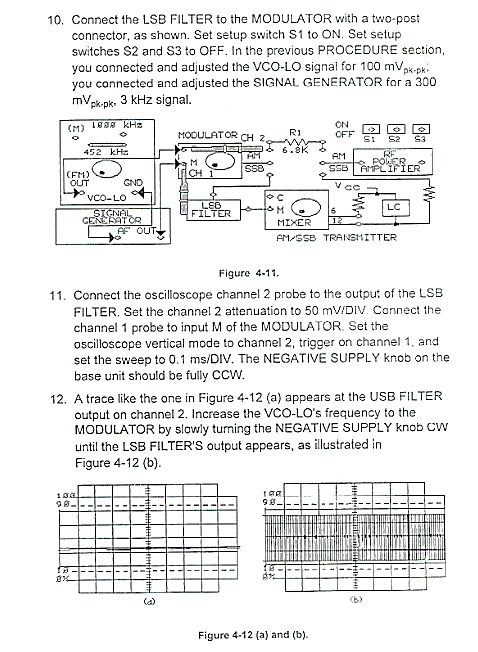 10. Connect the LSB FILTER to the MODULATOR with a two-post
connector, as shown. Set setup switch S1 to ON. Set setup
switches S2 and S3 to OFF. In the previous PROCEDURE section,
you connected and adjusted the VCO-LO signal for 100 mVpk-pk;
you connected and adjusted the SIGNAL GENERATOR for a 300
mVpk-pk, 3 kHz signal.
(M) 1000 kHz
452 kHz
(FM)
OUT GND
VCO-LO
SIGNAL
GENERATOR
AF OUT
MODULATOR CH 2
M
CH 1
AM
SSB
R1
6.8K
LSB
FILTER
ON
OFF
S1 S2 S3
AM
SSB
RF
POWER
AMPLIFIER
Vcc
C
M
MIXER
6
12
LC
AM/SSB TRANSMITTER
Figure 4-11.
11. Connect the oscilloscope channel 2 probe to the output of the LSB
FILTER. Set the channel 2 attenuation to 50 mV/DIV. Connect the
channel 1 probe to input M of the MODULATOR. Set the
oscilloscope vertical mode to channel 2, trigger on channel 1, and
set the sweep to 0.1 ms/DIV. The NEGATIVE SUPPLY knob on the
base unit should be fully CCW.
12. A trace like the one in Figure 4-12 (a) appears at the USB FILTER
output on channel 2. Increase the VCO-LO's frequency to the
MODULATOR by slowly turning the NEGATIVE SUPPLY knob CW
until the LSB FILTER'S output appears, as illustrated in
Figure 4-12 (b).
100
90
10
0%
(a)
100
90
10
0%
(b)
Figure 4-12 (a) and (b).